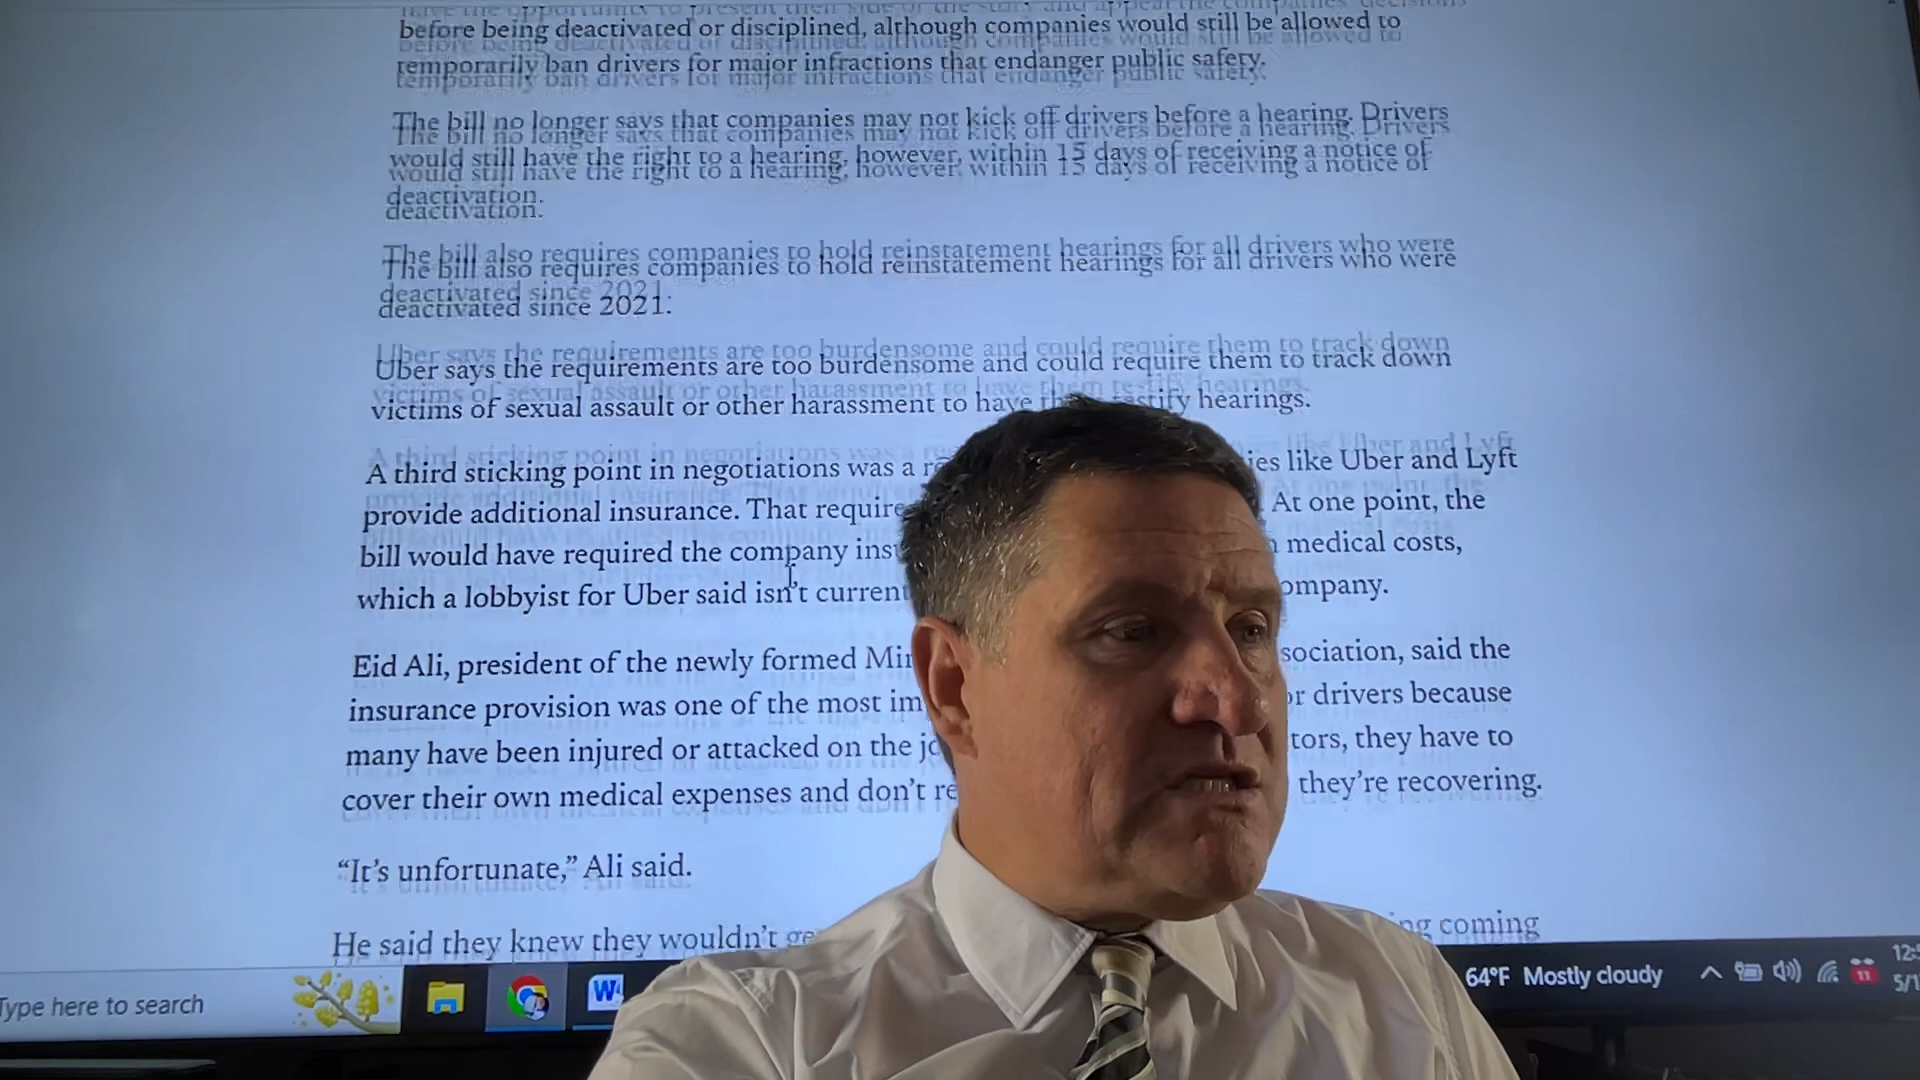 before being deactivated or disciplined, although companies would still be allowed to
temporarily ban drivers for major infractions that endanger public safety.
The bill no longer says that companies may not kick off drivers before a hearing. Drivers
would still have the right to a hearing, however, within 15 days of receiving a notice of
deactivation.
The bill also requires companies to hold reinstatement hearings for all drivers who were
deactivated since 2021.
Uber says the requirements are too burdensome and could require them to track down
victims of sexual assault or other harassment to have them testify hearings.
A third sticking point in negotiations was a ies like Uber and Lyft
provide additional insurance. That require At one point, the
bill would have required the company ins medical costs,
which a lobbyist for Uber said isn't current ompany.
Eid Ali, president of the newly formed Min sociation, said the
insurance provision was one of the most im or drivers because
many have been injured or attacked on the jo tors, they have to
cover their own medical expenses and don't re they're recovering.
"It's unfortunate," Ali said.
He said they knew they wouldn't ge ng coming
Type here to search
64°F Mostly cloudy
11
12:5
5/1